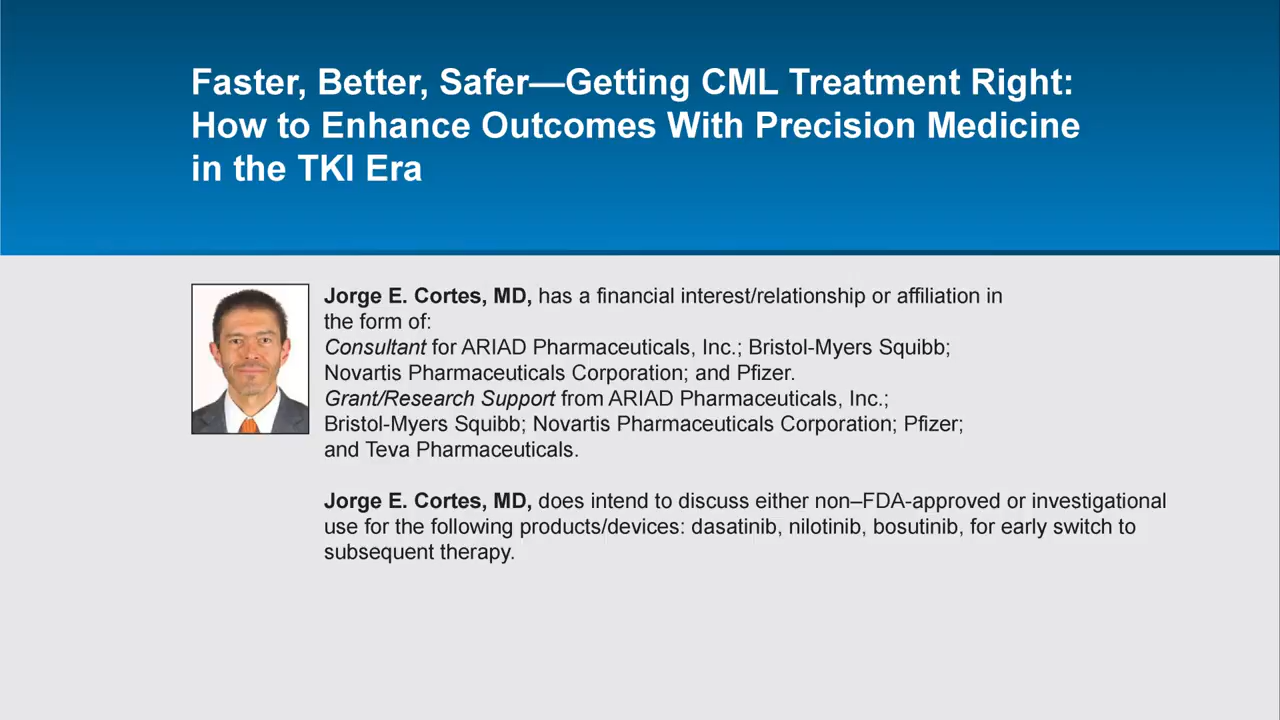 Faster, Better, Safer—Getting CML Treatment Right:
How to Enhance Outcomes With Precision Medicine
in the TKI Era
Jorge E. Cortes, MD, has a financial interest/relationship or affiliation in
the form of:
Consultant for ARIAD Pharmaceuticals, Inc.; Bristol-Myers Squibb;
Novartis Pharmaceuticals Corporation; and Pfizer.
Grant/Research Support from ARIAD Pharmaceuticals, Inc.;
Bristol-Myers Squibb; Novartis Pharmaceuticals Corporation; Pfizer;
and Teva Pharmaceuticals.
Jorge E. Cortes, MD, does intend to discuss either non–FDA-approved or investigational
use for the following products/devices: dasatinib, nilotinib, bosutinib, for early switch to
subsequent therapy.